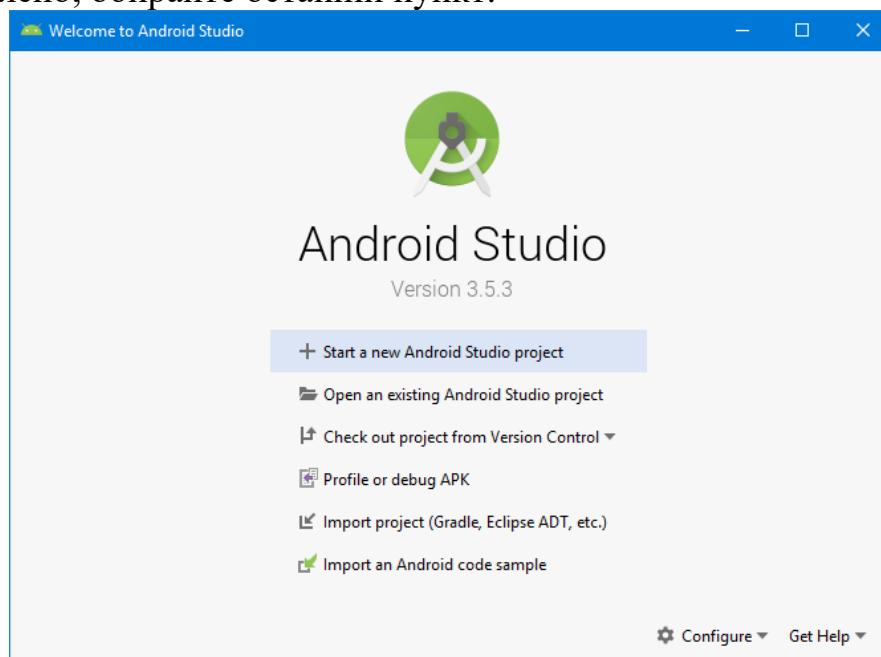 Welcome to Android Studio
Android Studio
Version 3.5.3
Start a new Android Studio project
Open an existing Android Studio project
Check out project from Version Control
Profile or debug APK
Import project (Gradle, Eclipse ADT, etc.)
Import an Android code sample
Configure Get Help